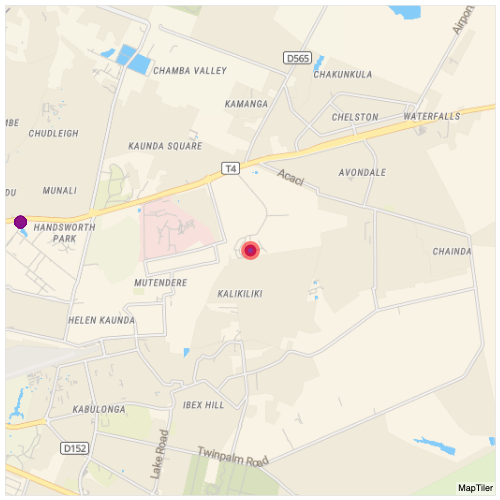 Airpor
D565
CHAMBA VALLEY
CHAKUNKULA
KAMANGA
CHELSTON
WATERFALLS
MBE
CHUDLEIGH
KAUNDA SQUARE
T4
Acaci
AVONDALE
DU
MUNALI
HANDSWORTH
PARK
CHAINDA
MUTENDERE
KALIKILIKI
HELEN KAUNDA
KABULONGA
IBEX HILL
D152
Lake Road
Twinpalm Road
MapTiler